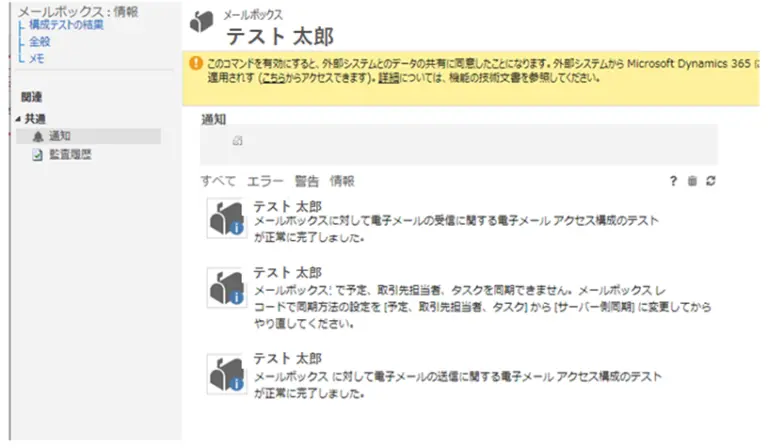 メールボックス : 情報
構成テストの結果
全般
メモ
関連
共通
通知
監査履歴
メールボックス
テスト 太郎
このコマンドを有効にすると、外部システムとのデータの共有に同意したことになります。外部システムから Microsoft Dynamics 365 に
適用されす (こちらからアクセスできます)。詳細については、機能の技術文書を参照してください。
通知
すべて エラー 警告 情報 ?
テスト 太郎
メールボックスに対して電子メールの受信に関する電子メール アクセス構成のテスト
が正常に完了しました。
テスト 太郎
メールボックス で予定、取引先担当者、タスクを同期できません。メールボックス レ
コードで同期方法の設定を [予定、取引先担当者、タスク] から [サーバー側同期] に変更してから
やり直してください。
テスト 太郎
メールボックス に対して電子メールの送信に関する電子メール アクセス構成のテスト
が正常に完了しました。